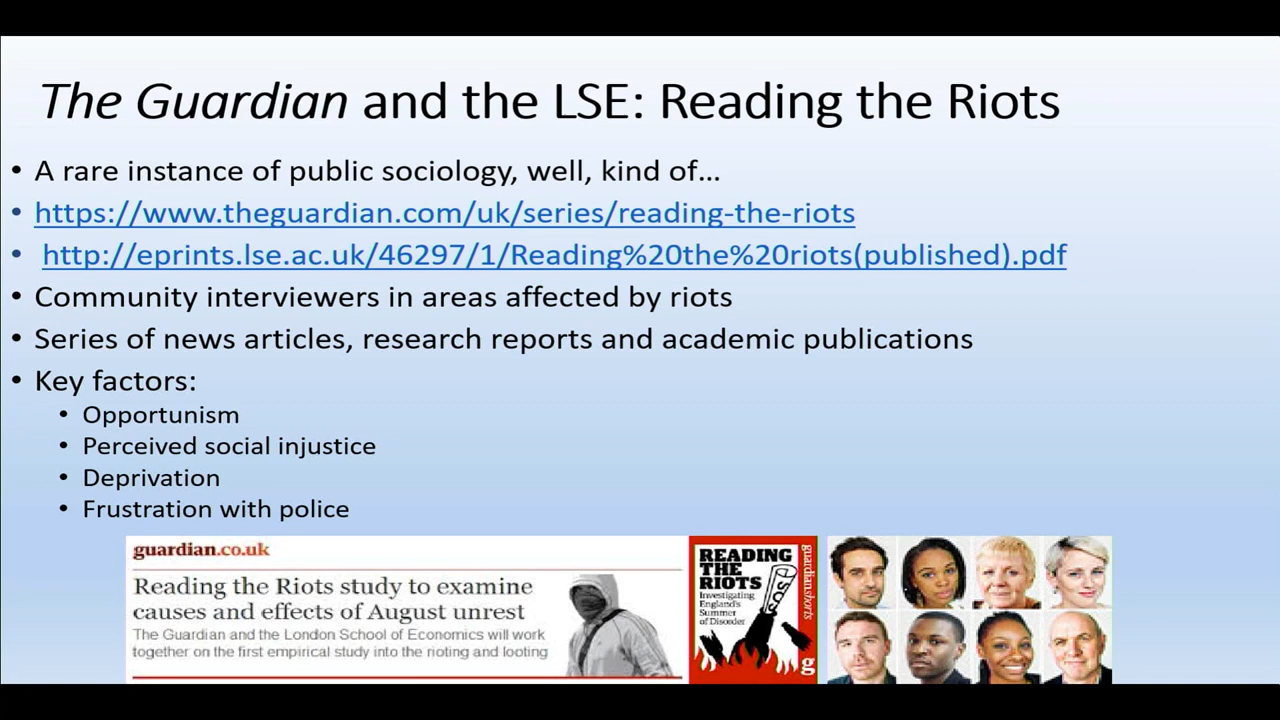 The Guardian and the LSE: Reading the Riots
• A rare instance of public sociology, well, kind of...
• https://www.theguardian.com/uk/series/reading-the-riots
• http://eprints.lse.ac.uk/46297/1/Reading%20the%20riots(published).pdf
• Community interviewers in areas affected by riots
• Series of news articles, research reports and academic publications
• Key factors:
• Opportunism
• Perceived social injustice
• Deprivation
• Frustration with police
guardian.co.uk
Reading the Riots study to examine
causes and effects of August unrest
The Guardian and the London School of Economics will work
together on the first empirical study into the rioting and looting
READING
THE
RIOTS
Investigating
England's
Summer
of Disorder
SOS
guardianshorts
g